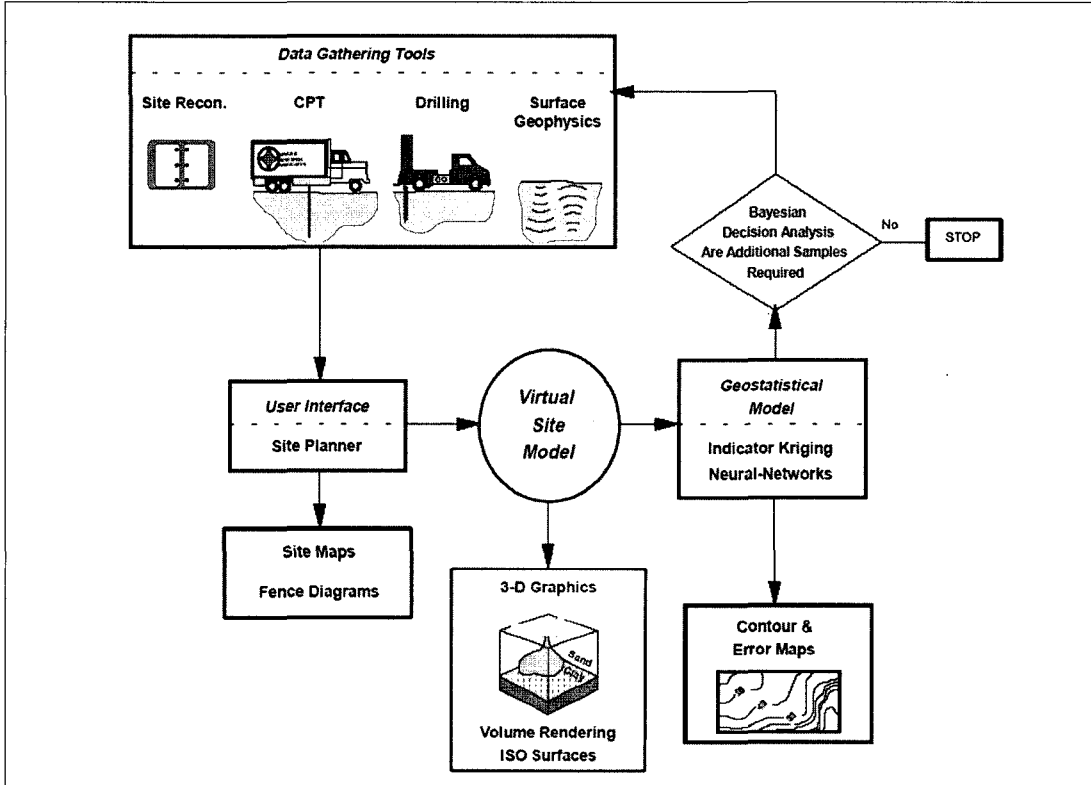 Data Gathering Tools
Site Recon.
CPT
Drilling
Surface
Geophysics
Bayesian
Decision Analysis
Are Additional Samples
Required
No
STOP
User Interface
Site Planner
Virtual
Site
Model
Geostatistical
Model
Indicator Kriging
Neural-Networks
Site Maps
Fence Diagrams
3-D Graphics
Sand
Clay
Volume Rendering
ISO Surfaces
Contour &
Error Maps